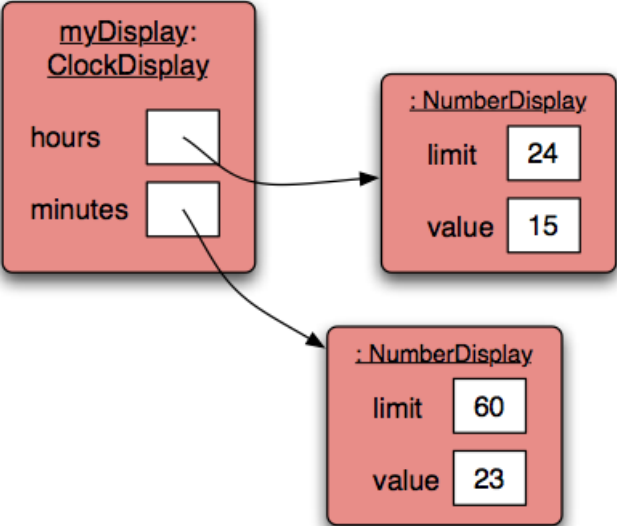 myDisplay:
ClockDisplay
hours
minutes
: NumberDisplay
limit 24
value 15
: NumberDisplay
limit 60
value 23